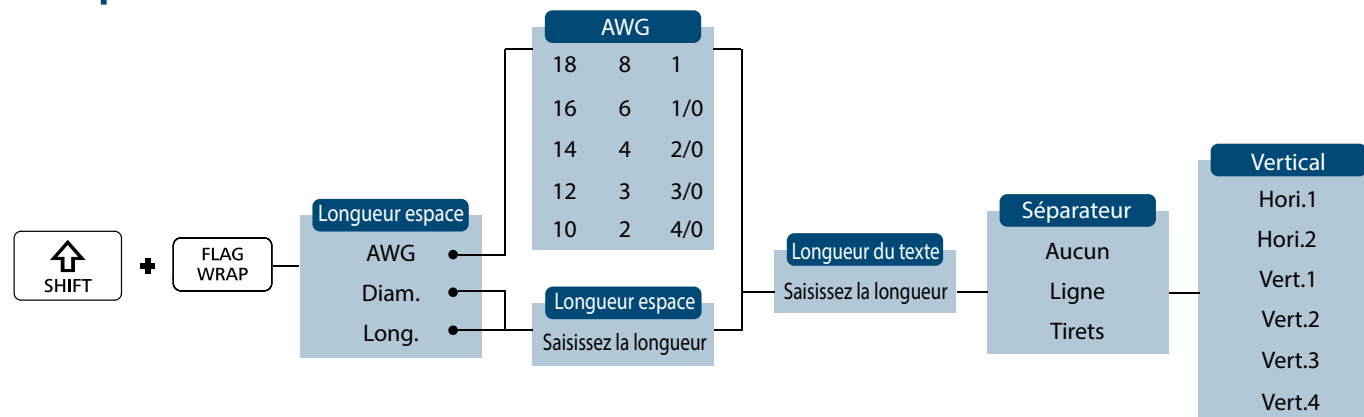 SHIFT
FLAG
WRAP
Longueur espace
AWG
Diam.
Long.
AWG
18 8 1
16 6 1/0
14 4 2/0
12 3 3/0
10 2 4/0
Longueur espace
Saisissez la longueur
Longueur du texte
Saisissez la longueur
Séparateur
Aucun
Ligne
Tirets
Vertical
Hori.1
Hori.2
Vert.1
Vert.2
Vert.3
Vert.4